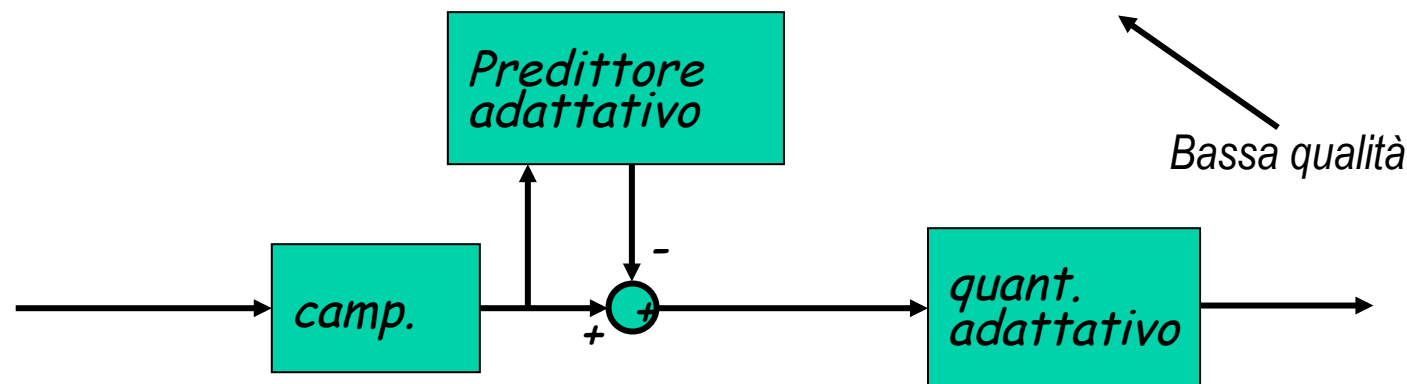 Predittore
adattativo
Bassa qualità
-
camp.
+
+
quant.
adattativo